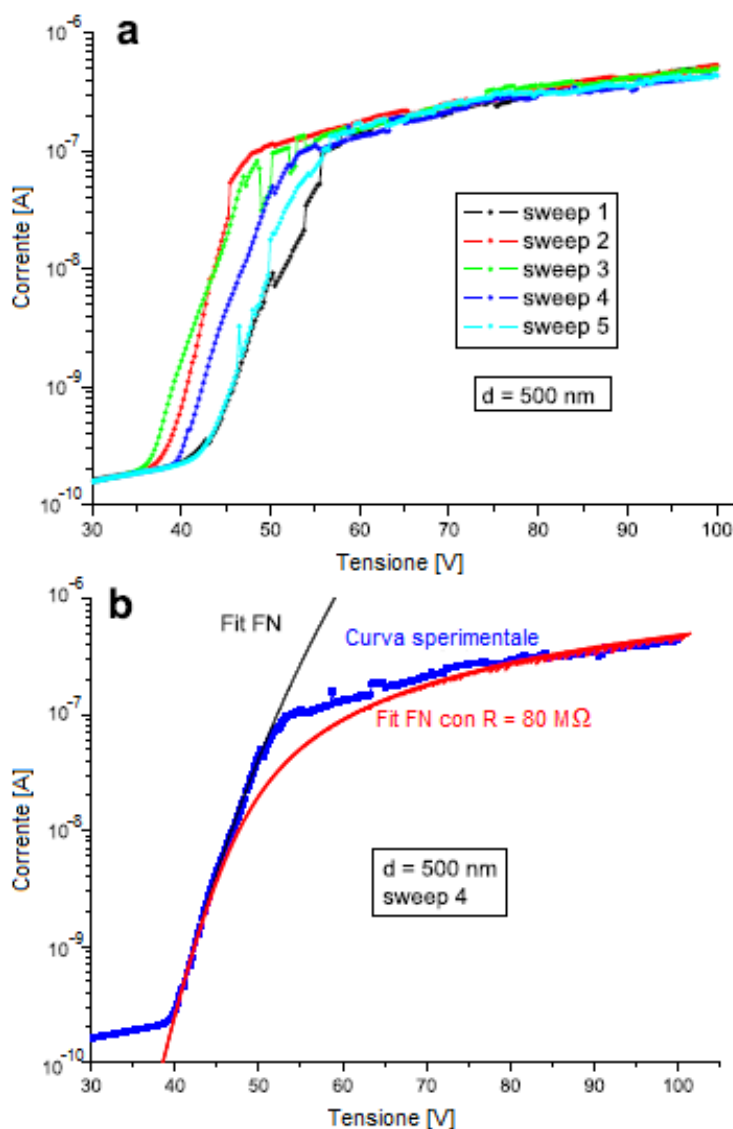 a
10⁻⁶
10⁻⁷
10⁻⁸
10⁻⁹
10⁻¹⁰
Corrente [A]
sweep 1
sweep 2
sweep 3
sweep 4
sweep 5
d = 500 nm
30 40 50 60 70 80 90 100
Tensione [V]
b
10⁻⁶
10⁻⁷
10⁻⁸
10⁻⁹
10⁻¹⁰
Corrente [A]
Fit FN
Curva sperimentale
Fit FN con R = 80 MΩ
d = 500 nm
sweep 4
30 40 50 60 70 80 90 100
Tensione [V]